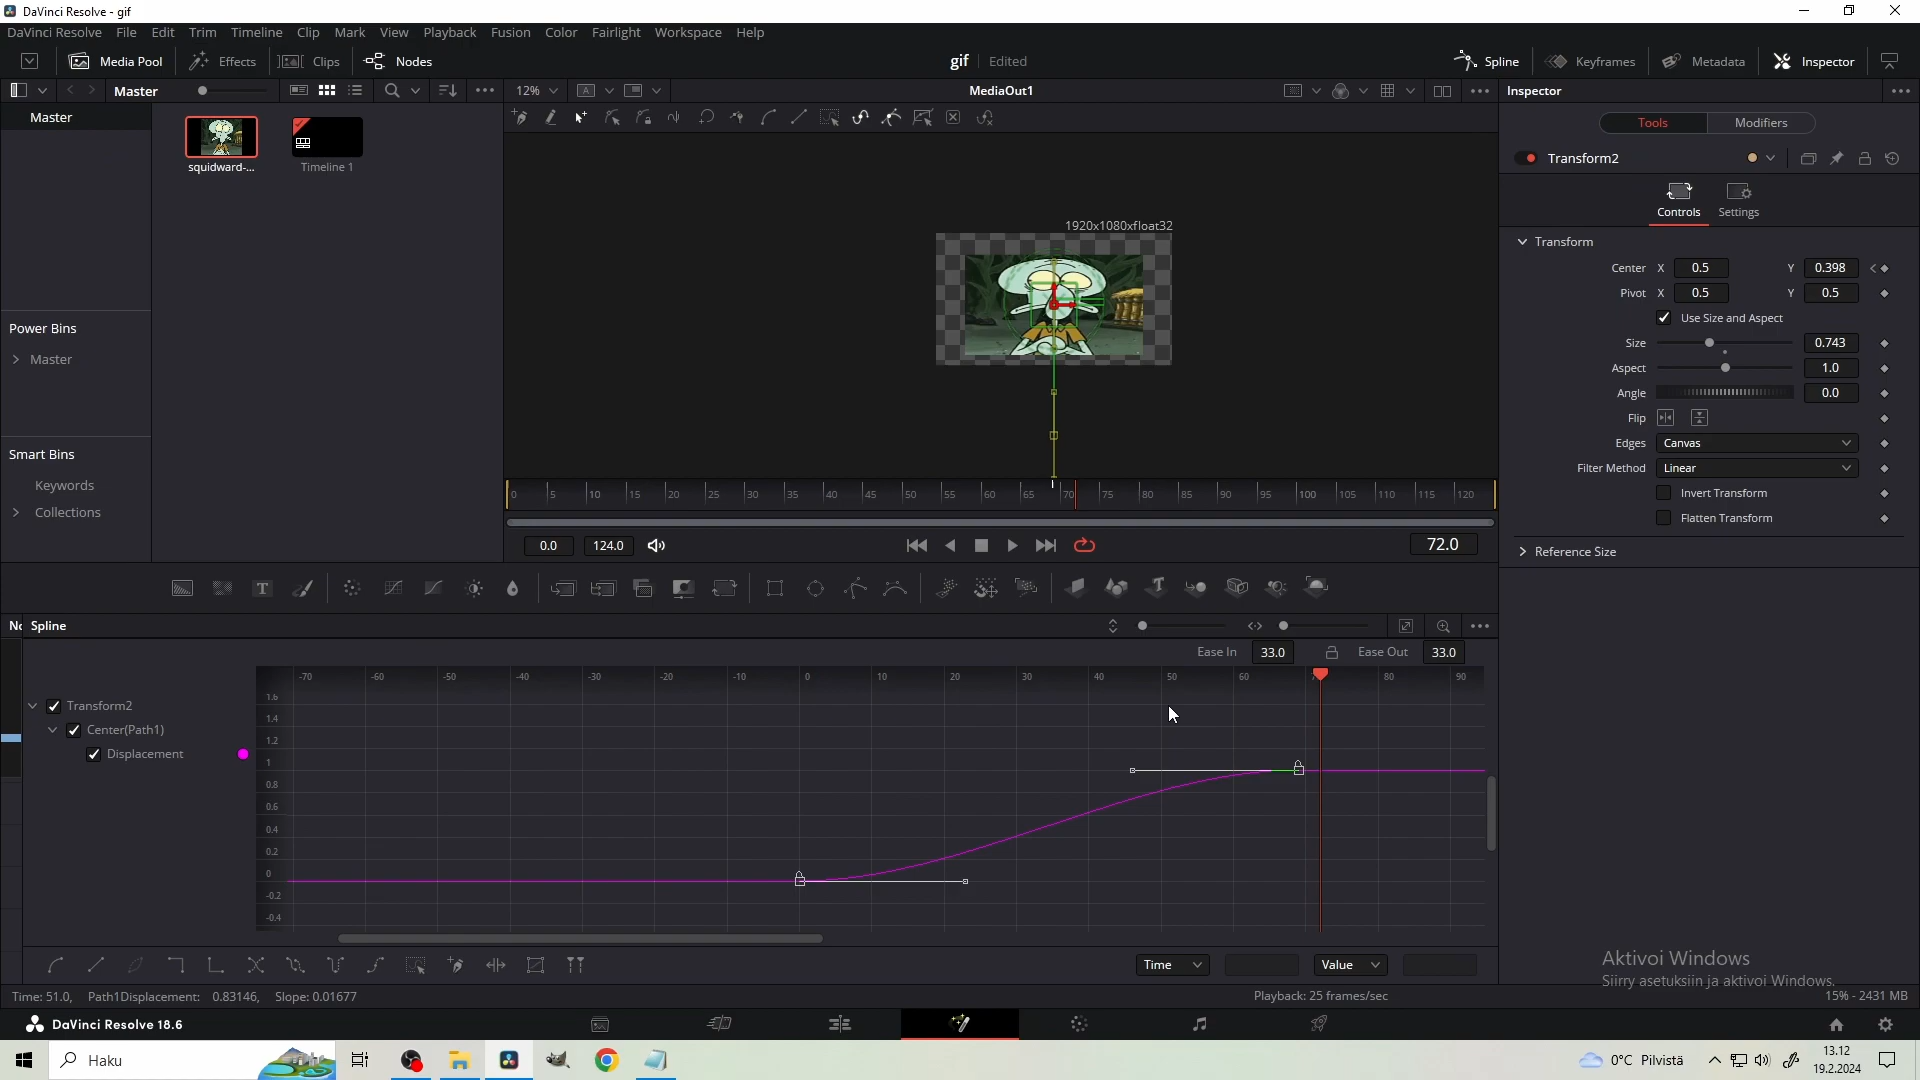 DaVinci Resolve - gif
DaVinci Resolve File Edit Trim Timeline Clip Mark View Playback Fusion Color Fairlight Workspace Help
Media Pool Effects Clips Nodes gif Edited Spline Keyframes Metadata Inspector
Master 12% MediaOut1 Inspector
Master
squidward-...
Timeline 1
Power Bins
Master
Smart Bins
Keywords
Collections
1920x1080xfloat32
0 5 10 15 20 25 30 35 40 45 50 55 60 65 70 75 80 85 90 95 100 105 110 115 120
0.0 124.0 72.0
Tools Modifiers
Transform2
Controls Settings
Transform
Center X 0.5 Y 0.398
Pivot X 0.5 Y 0.5
Use Size and Aspect
Size 0.743
Aspect 1.0
Angle 0.0
Flip
Edges Canvas
Filter Method Linear
Invert Transform
Flatten Transform
Reference Size
Spline
Ease In 33.0 Ease Out 33.0
-70 -60 -50 -40 -30 -20 -10 0 10 20 30 40 50 60 80 90
Transform2
Center(Path1)
Displacement
1.6
1.4
1.2
1
0.8
0.6
0.4
0.2
0
-0.2
-0.4
Time Value
Time: 51.0, Path1Displacement: 0.83146, Slope: 0.01677
Playback: 25 frames/sec
15% - 2431 MB
Aktivoi Windows
Siirry asetuksiin ja aktivoi Windows.
DaVinci Resolve 18.6
Haku
0°C Pilvistä
13.12
19.2.2024